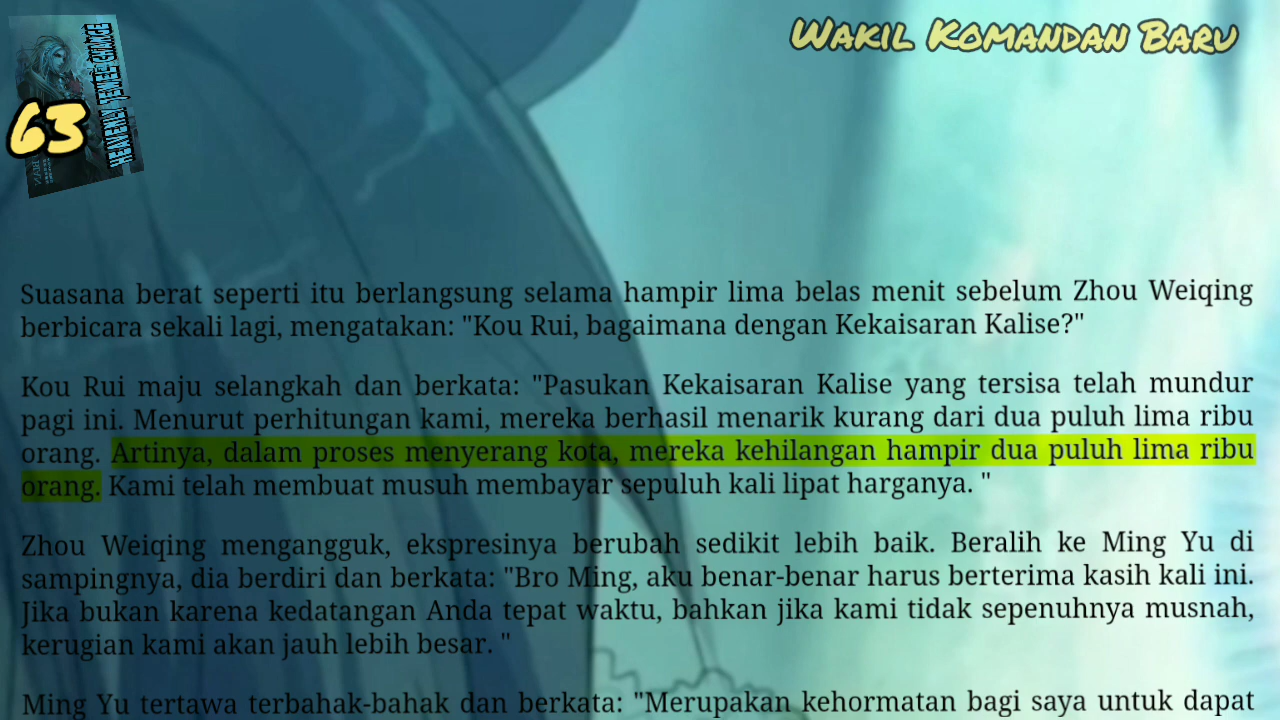 Wakil Komandan Baru
63
HEAVENLY JEWEL CHANGE
Suasana berat seperti itu berlangsung selama hampir lima belas menit sebelum Zhou Weiqing
berbicara sekali lagi, mengatakan: "Kou Rui, bagaimana dengan Kekaisaran Kalise?"
Kou Rui maju selangkah dan berkata: "Pasukan Kekaisaran Kalise yang tersisa telah mundur
pagi ini. Menurut perhitungan kami, mereka berhasil menarik kurang dari dua puluh lima ribu
orang. Artinya, dalam proses menyerang kota, mereka kehilangan hampir dua puluh lima ribu
orang. Kami telah membuat musuh membayar sepuluh kali lipat harganya. "
Zhou Weiqing mengangguk, ekspresinya berubah sedikit lebih baik. Beralih ke Ming Yu di
sampingnya, dia berdiri dan berkata: "Bro Ming, aku benar-benar harus berterima kasih kali ini.
Jika bukan karena kedatangan Anda tepat waktu, bahkan jika kami tidak sepenuhnya musnah,
kerugian kami akan jauh lebih besar. "
Ming Yu tertawa terbahak-bahak dan berkata: "Merupakan kehormatan bagi saya untuk dapat